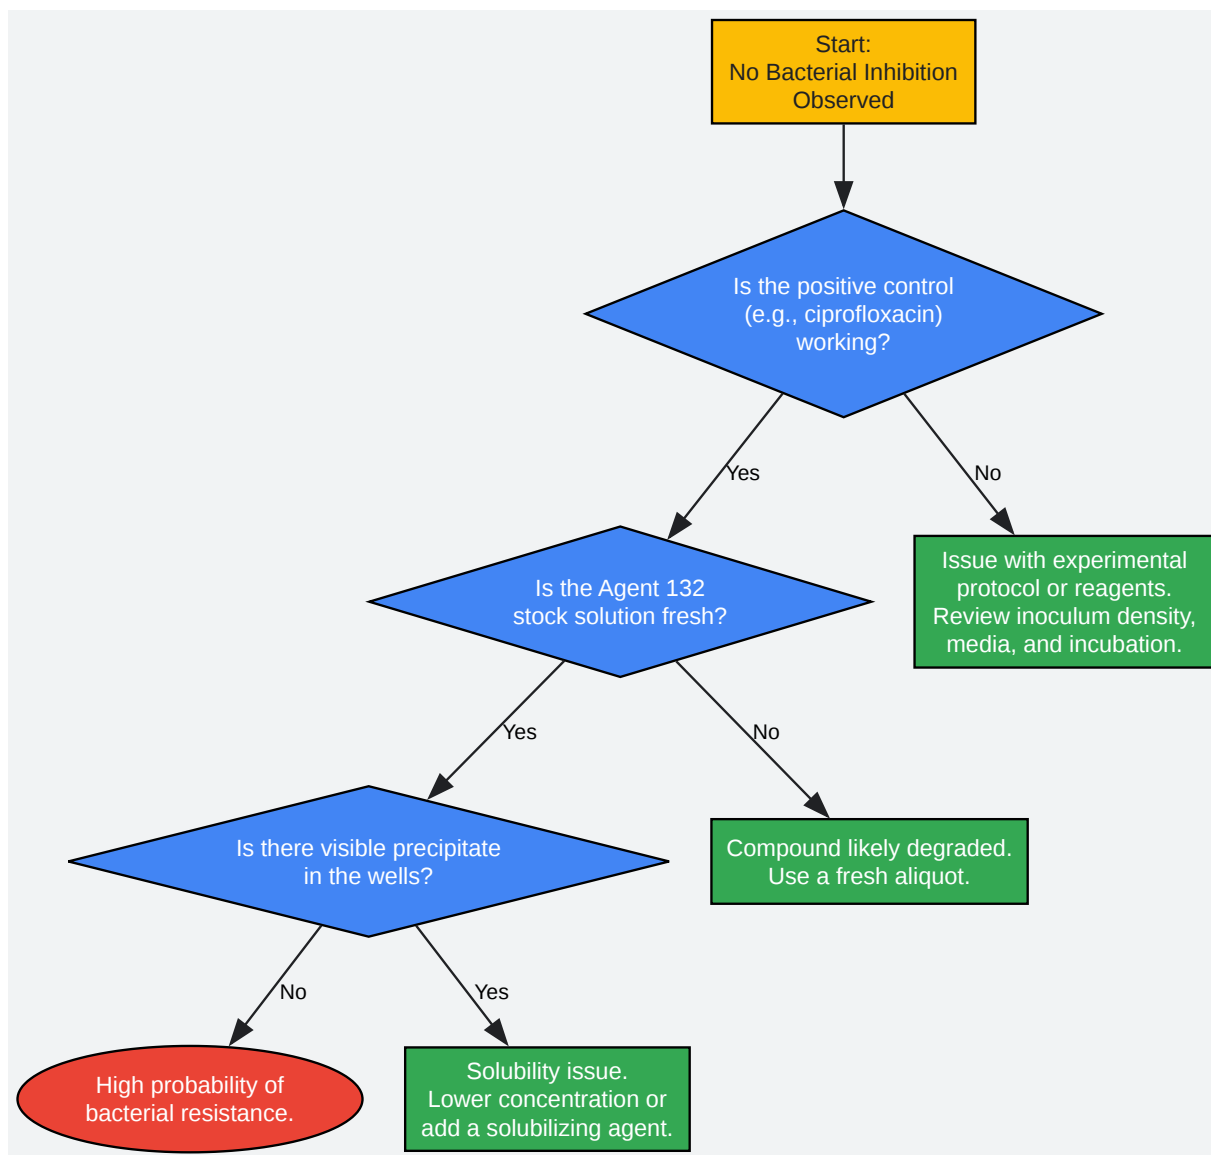 Start:
No Bacterial Inhibition
Observed
Is the positive control
(e.g., ciprofloxacin)
working?
Yes
No
Is the Agent 132
stock solution fresh?
Issue with experimental
protocol or reagents.
Review inoculum density,
media, and incubation.
Yes
No
Is there visible precipitate
in the wells?
Compound likely degraded.
Use a fresh aliquot.
No
Yes
High probability of
bacterial resistance.
Solubility issue.
Lower concentration or
add a solubilizing agent.